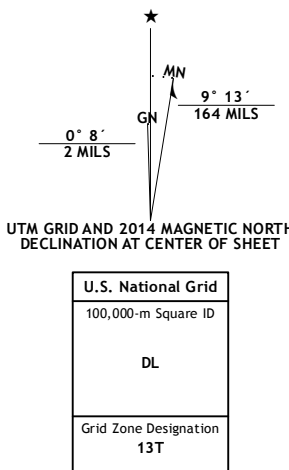 ★
MN
GN
9° 13´
164 MILS
0° 8´
2 MILS
UTM GRID AND 2014 MAGNETIC NORTH
DECLINATION AT CENTER OF SHEET
U.S. National Grid
100,000-m Square ID
DL
Grid Zone Designation
13T